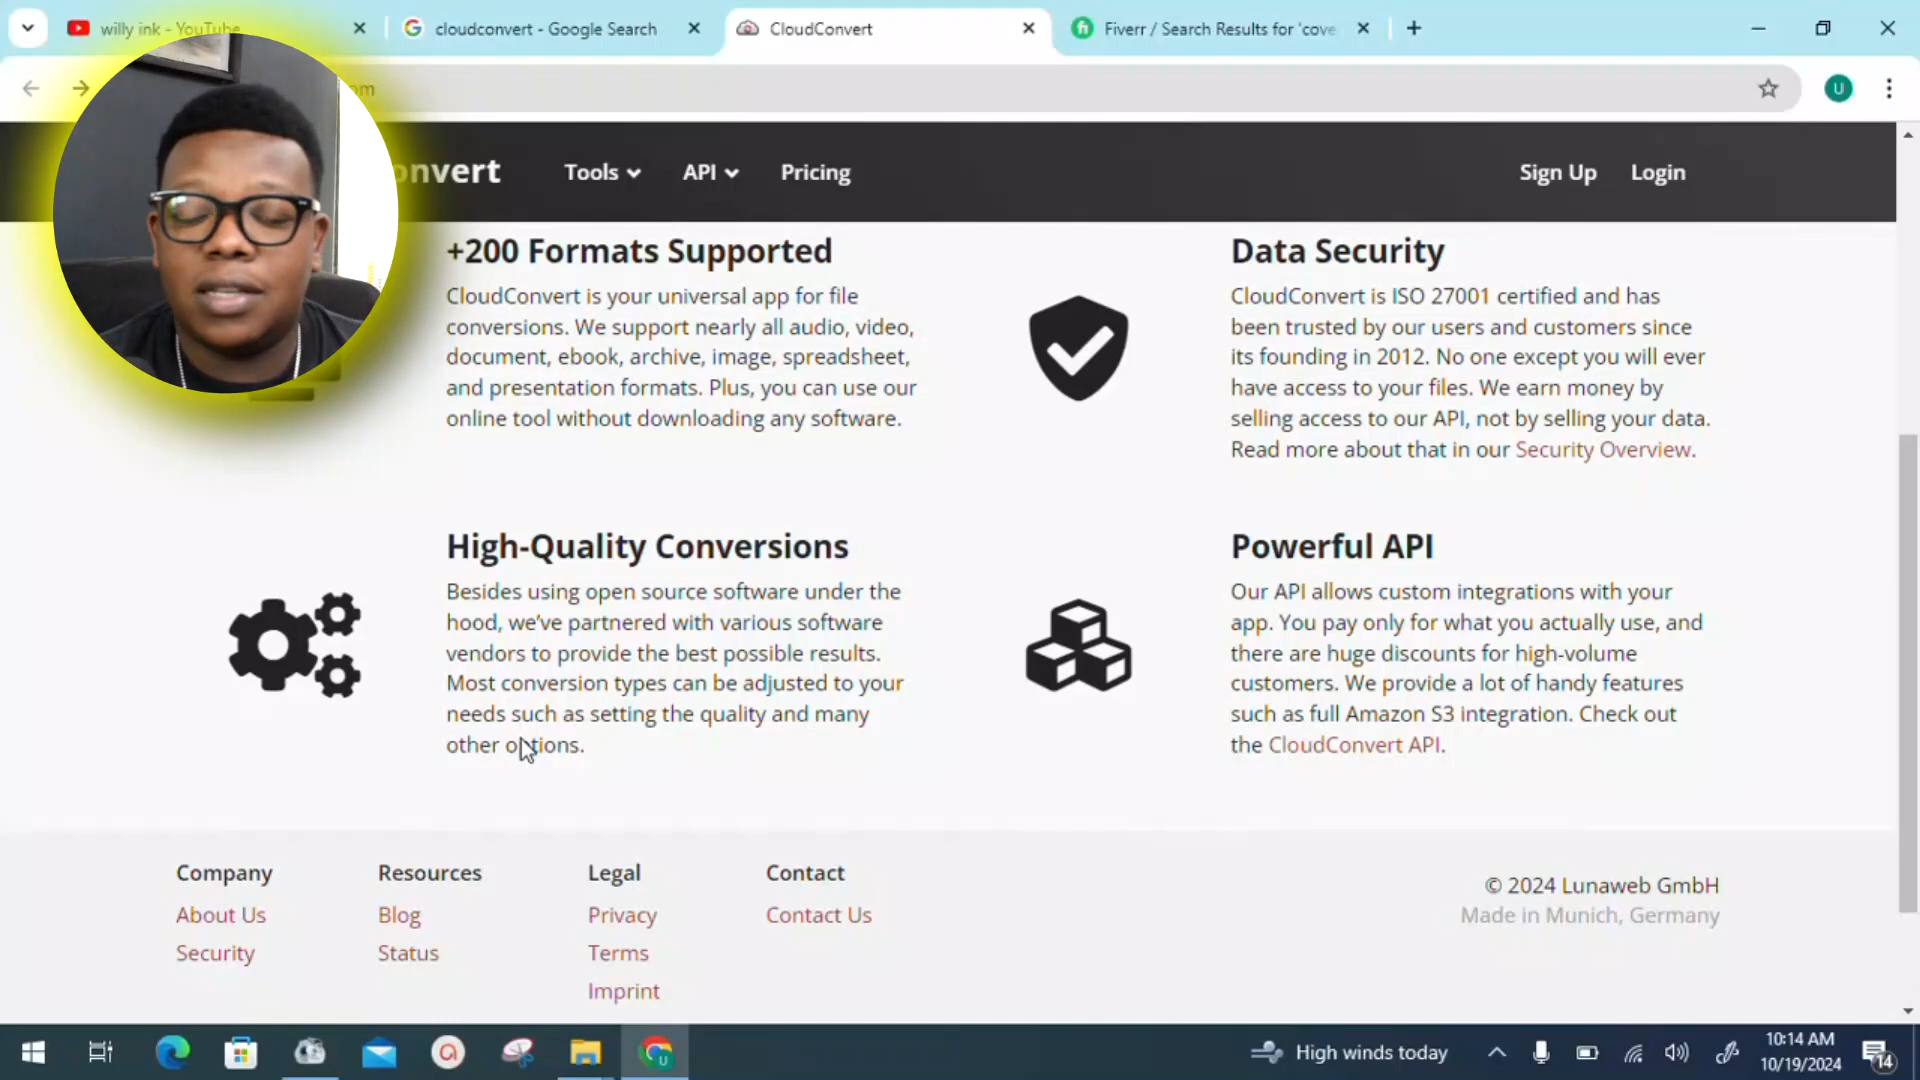 willy ink - YouTube
cloudconvert - Google Search
CloudConvert
Fiverr / Search Results for 'cove
om
U
onvert
Tools
API
Pricing
Sign Up
Login
+200 Formats Supported
CloudConvert is your universal app for file
conversions. We support nearly all audio, video,
document, ebook, archive, image, spreadsheet,
and presentation formats. Plus, you can use our
online tool without downloading any software.
Data Security
CloudConvert is ISO 27001 certified and has
been trusted by our users and customers since
its founding in 2012. No one except you will ever
have access to your files. We earn money by
selling access to our API, not by selling your data.
Read more about that in our Security Overview.
High-Quality Conversions
Besides using open source software under the
hood, we've partnered with various software
vendors to provide the best possible results.
Most conversion types can be adjusted to your
needs such as setting the quality and many
other options.
Powerful API
Our API allows custom integrations with your
app. You pay only for what you actually use, and
there are huge discounts for high-volume
customers. We provide a lot of handy features
such as full Amazon S3 integration. Check out
the CloudConvert API.
Company
About Us
Security
Resources
Blog
Status
Legal
Privacy
Terms
Imprint
Contact
Contact Us
© 2024 Lunaweb GmbH
Made in Munich, Germany
High winds today
10:14 AM
10/19/2024
14